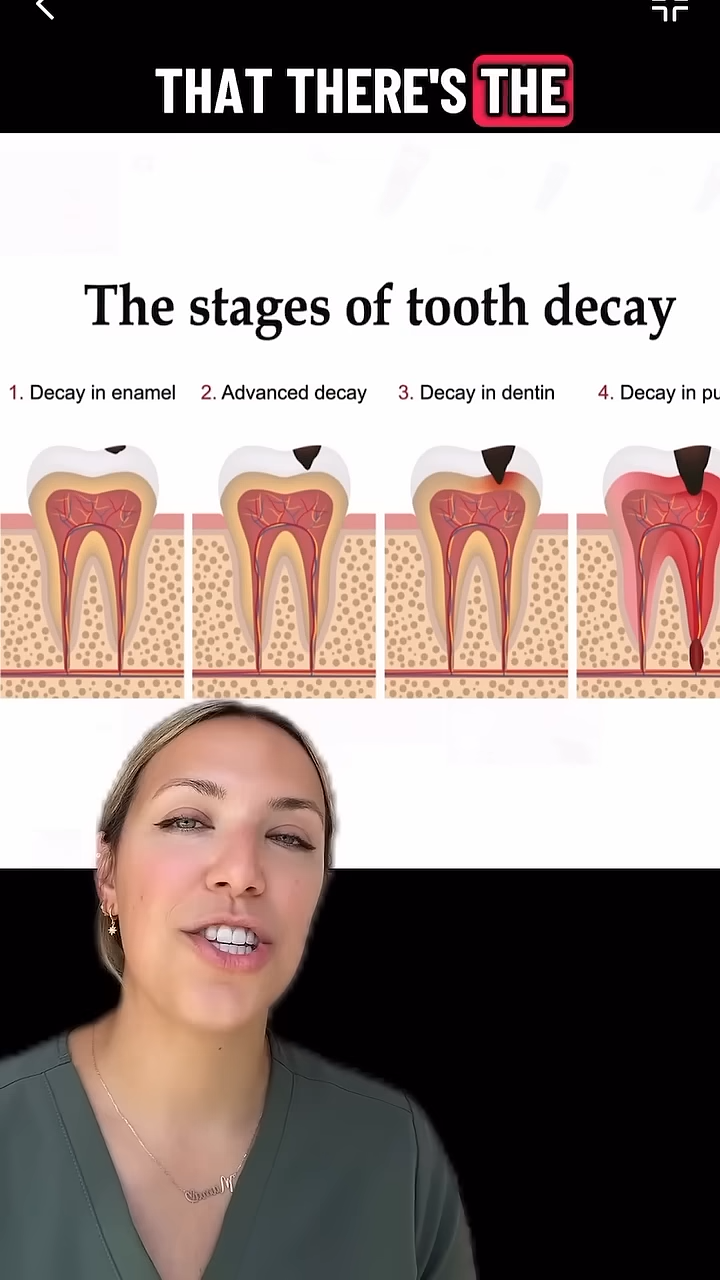 THAT THERE'S THE
The stages of tooth decay
1. Decay in enamel 2. Advanced decay 3. Decay in dentin 4. Decay in pu